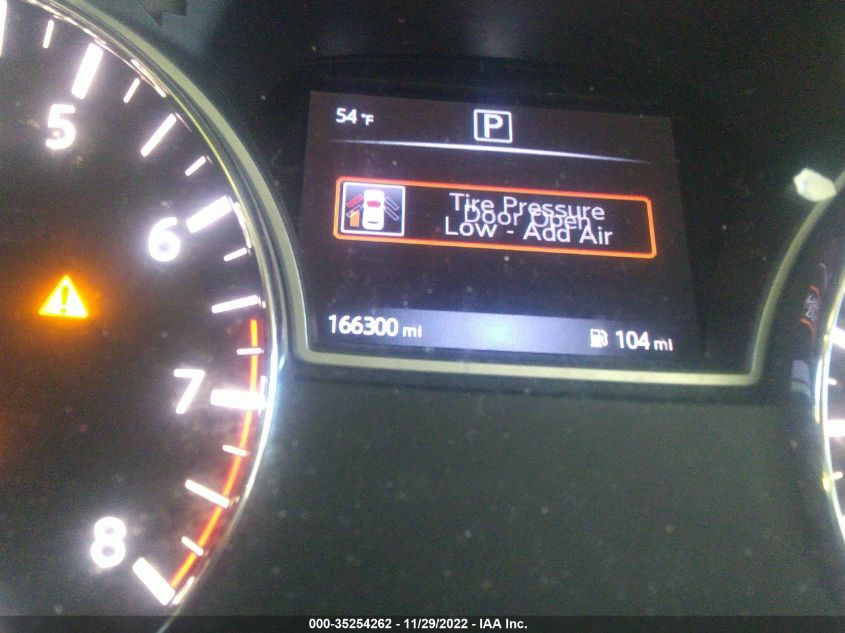 54 °F
P
5
Tire Pressure
Door Open
Low - Add Air
6
166300 mi
104 mi
7
8
000-35254262 - 11/29/2022 - IAA Inc.